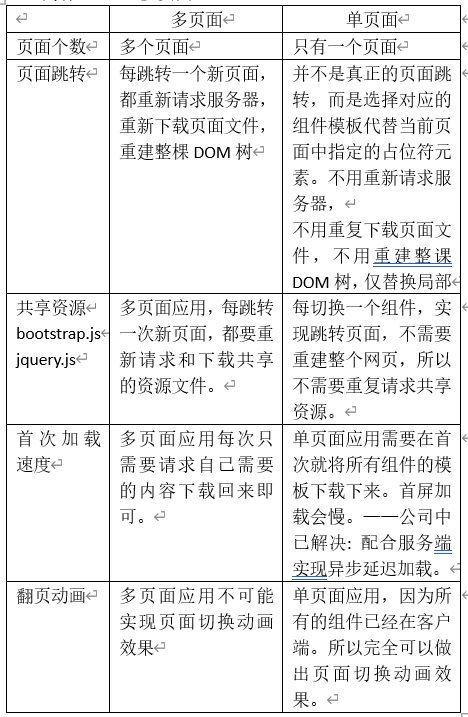 多页面 单页面
页面个数 多个页面 只有一个页面
页面跳转
每跳转一个新页面，
都重新请求服务器，
重新下载页面文件，
重建整棵 DOM 树
并不是真正的页面跳
转，而是选择对应的
组件模板代替当前页
面中指定的占位符元
素。不用重新请求服
务器，
不用重复下载页面文
件，不用重建整课
DOM 树，仅替换局部
共享资源
bootstrap.js
jquery.js
多页面应用，每跳转
一次新页面，都要重
新请求和下载共享
的资源文件。
每切换一个组件，实
现跳转页面，不需要
重建整个网页，所以
不需要重复请求共享
资源。
首次加载
速度
多页面应用每次只
需要请求自己需要
的内容下载回来即
可。
单页面应用需要在首
次就将所有组件的模
板下载下来。首屏加
载会慢。——公司中
已解决: 配合服务端
实现异步延迟加载。
翻页动画
多页面应用不可能
实现页面切换动画
效果
单页面应用，因为所
有的组件已经在客户
端。所以完全可以做
出页面切换动画效
果。